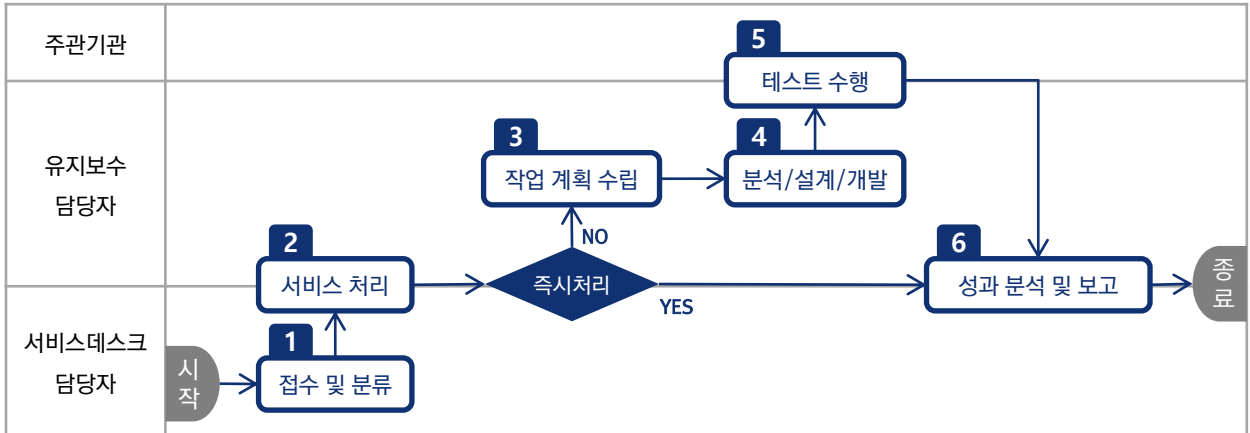 주관기관
5
테스트 수행
유지보수
담당자
3
작업 계획 수립
4
분석/설계/개발
NO
2
서비스 처리
즉시처리
YES
6
성과 분석 및 보고
종
료
서비스데스크
담당자
시
작
1
접수 및 분류